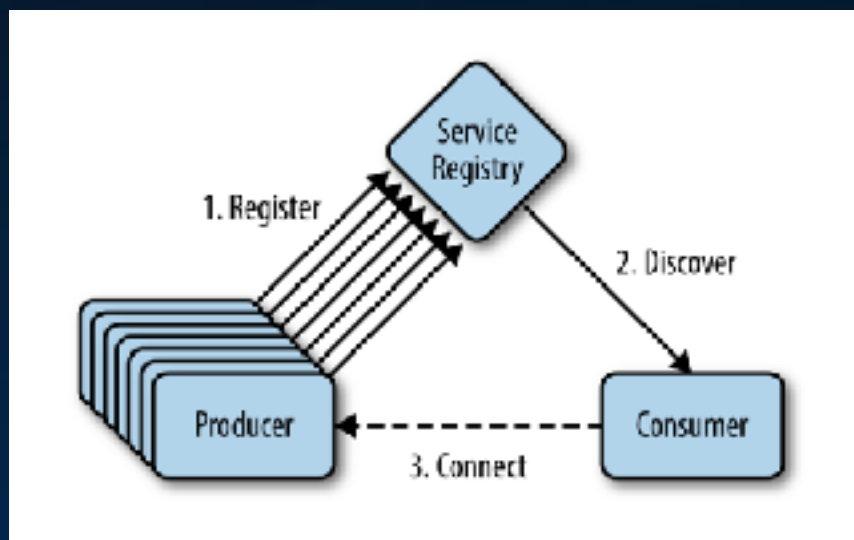 Service
Registry
1. Register
2. Discover
Producer
Consumer
3. Connect